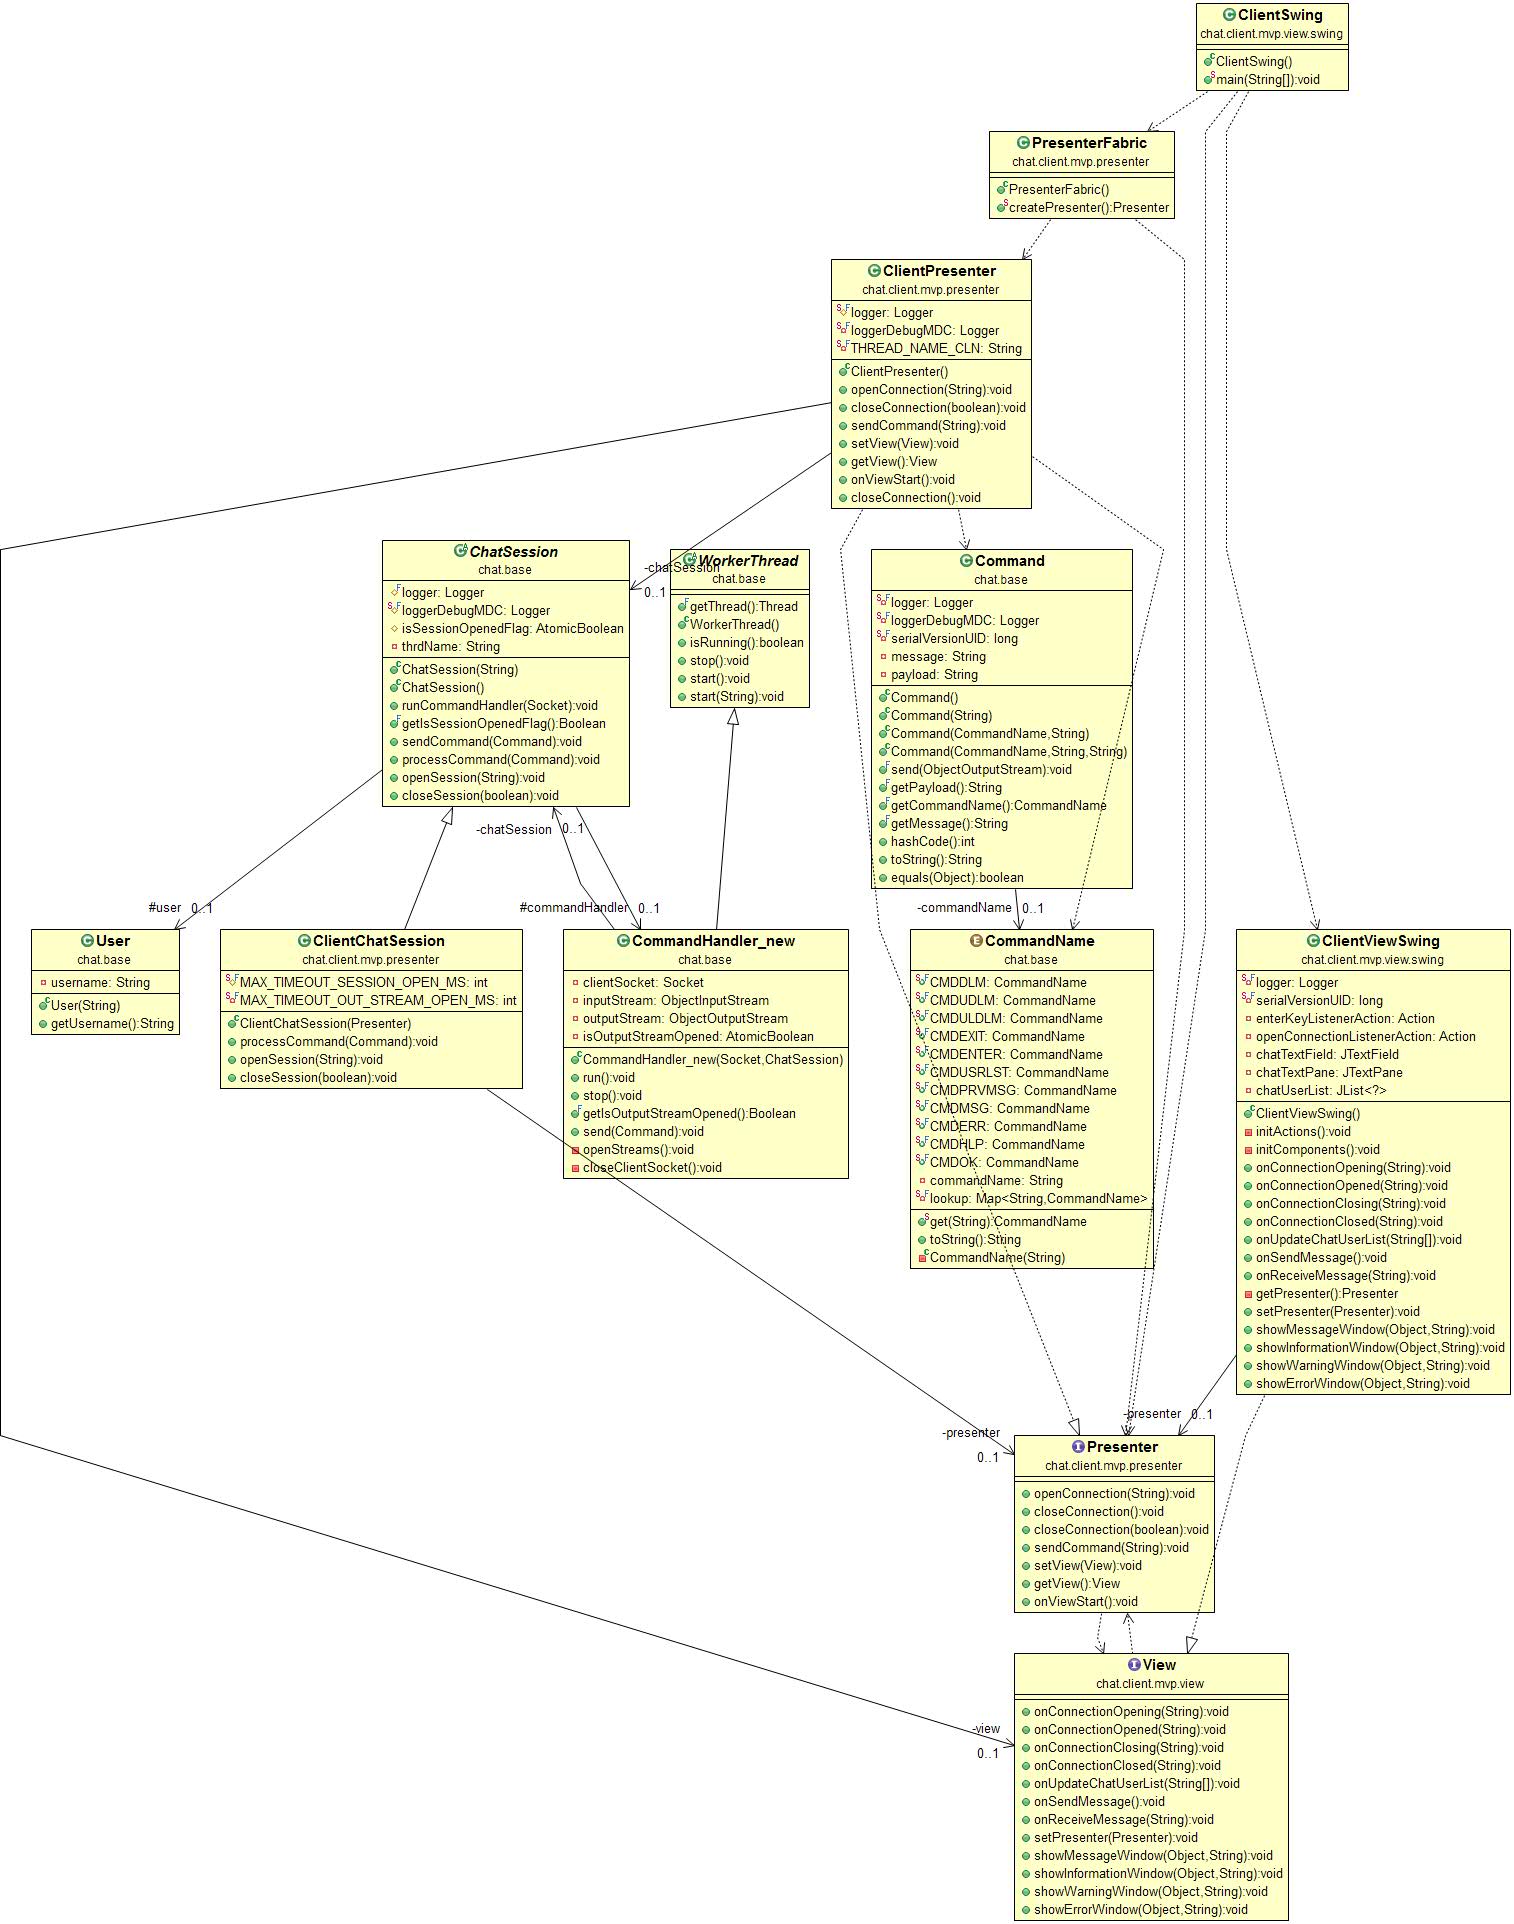 ClientSwing
chat.client.mvp.view.swing
ClientSwing()
main(String[]):void
PresenterFabric
chat.client.mvp.presenter
PresenterFabric()
createPresenter():Presenter
ClientPresenter
chat.client.mvp.presenter
logger: Logger
loggerDebugMDC: Logger
THREAD_NAME_CLN: String
ClientPresenter()
openConnection(String):void
closeConnection(boolean):void
sendCommand(String):void
setView(View):void
getView():View
onViewStart():void
closeConnection():void
ChatSession
chat.base
logger: Logger
loggerDebugMDC: Logger
isSessionOpenedFlag: AtomicBoolean
thrdName: String
ChatSession(String)
ChatSession()
runCommandHandler(Socket):void
getIsSessionOpenedFlag():Boolean
sendCommand(Command):void
processCommand(Command):void
openSession(String):void
closeSession(boolean):void
-chatSession
0..1
WorkerThread
chat.base
getThread():Thread
WorkerThread()
isRunning():boolean
stop():void
start():void
start(String):void
Command
chat.base
logger: Logger
loggerDebugMDC: Logger
serialVersionUID: long
message: String
payload: String
Command()
Command(String)
Command(CommandName,String)
Command(CommandName,String,String)
send(ObjectOutputStream):void
getPayload():String
getCommandName():CommandName
getMessage():String
hashCode():int
toString():String
equals(Object):boolean
-chatSession 0..1
#user 0..1
#commandHandler 0..1
-commandName 0..1
User
chat.base
username: String
User(String)
getUsername():String
ClientChatSession
chat.client.mvp.presenter
MAX_TIMEOUT_SESSION_OPEN_MS: int
MAX_TIMEOUT_OUT_STREAM_OPEN_MS: int
ClientChatSession(Presenter)
processCommand(Command):void
openSession(String):void
closeSession(boolean):void
CommandHandler_new
chat.base
clientSocket: Socket
inputStream: ObjectInputStream
outputStream: ObjectOutputStream
isOutputStreamOpened: AtomicBoolean
CommandHandler_new(Socket,ChatSession)
run():void
stop():void
getIsOutputStreamOpened():Boolean
send(Command):void
openStreams():void
closeClientSocket():void
CommandName
chat.base
CMDDLM: CommandName
CMDUDLM: CommandName
CMDULDLM: CommandName
CMDEXIT: CommandName
CMDENTER: CommandName
CMDUSRLST: CommandName
CMDPRVMSG: CommandName
CMDMSG: CommandName
CMDERR: CommandName
CMDHLP: CommandName
CMDOK: CommandName
commandName: String
lookup: Map<String,CommandName>
get(String):CommandName
toString():String
CommandName(String)
ClientViewSwing
chat.client.mvp.view.swing
logger: Logger
serialVersionUID: long
enterKeyListenerAction: Action
openConnectionListenerAction: Action
chatTextField: JTextField
chatTextPane: JTextPane
chatUserList: JList<?>
ClientViewSwing()
initActions():void
initComponents():void
onConnectionOpening(String):void
onConnectionOpened(String):void
onConnectionClosing(String):void
onConnectionClosed(String):void
onUpdateChatUserList(String[]):void
onSendMessage():void
onReceiveMessage(String):void
getPresenter():Presenter
setPresenter(Presenter):void
showMessageWindow(Object,String):void
showInformationWindow(Object,String):void
showWarningWindow(Object,String):void
showErrorWindow(Object,String):void
-presenter 0..1
-presenter
0..1
Presenter
chat.client.mvp.presenter
openConnection(String):void
closeConnection():void
closeConnection(boolean):void
sendCommand(String):void
setView(View):void
getView():View
onViewStart():void
-view
0..1
View
chat.client.mvp.view
onConnectionOpening(String):void
onConnectionOpened(String):void
onConnectionClosing(String):void
onConnectionClosed(String):void
onUpdateChatUserList(String[]):void
onSendMessage():void
onReceiveMessage(String):void
setPresenter(Presenter):void
showMessageWindow(Object,String):void
showInformationWindow(Object,String):void
showWarningWindow(Object,String):void
showErrorWindow(Object,String):void